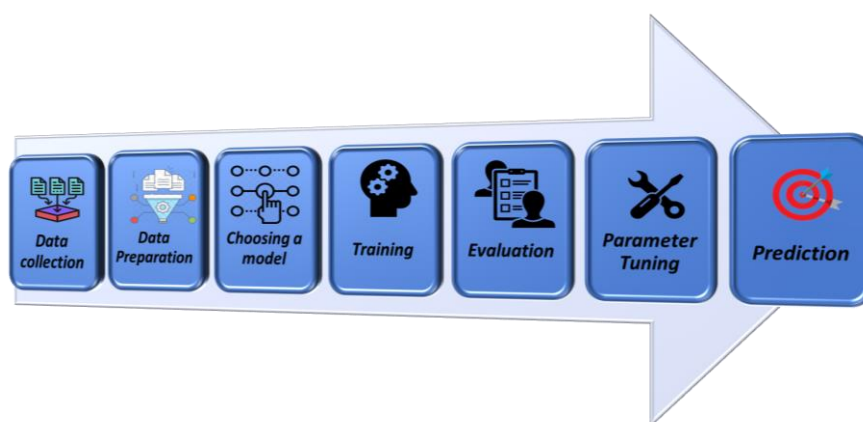 Data
collection
Data
Preparation
Choosing a
model
Training
Evaluation
Parameter
Tuning
Prediction